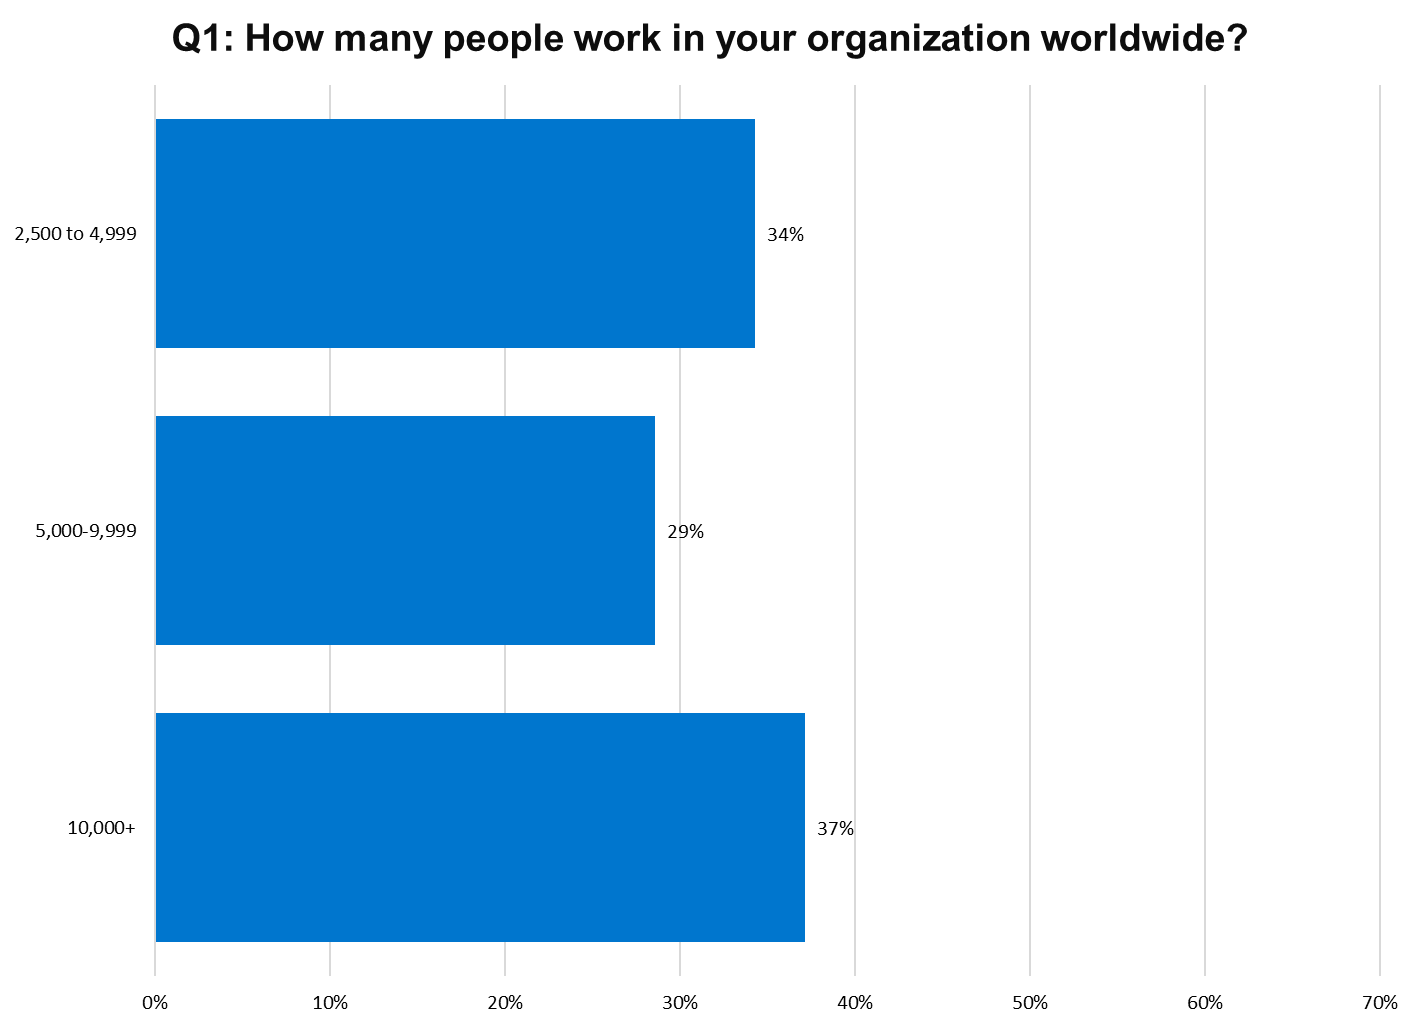 Q1: How many people work in your organization worldwide?
2,500 to 4,999
34%
5,000-9,999
29%
10,000+
37%
0% 10% 20% 30% 40% 50% 60% 70%